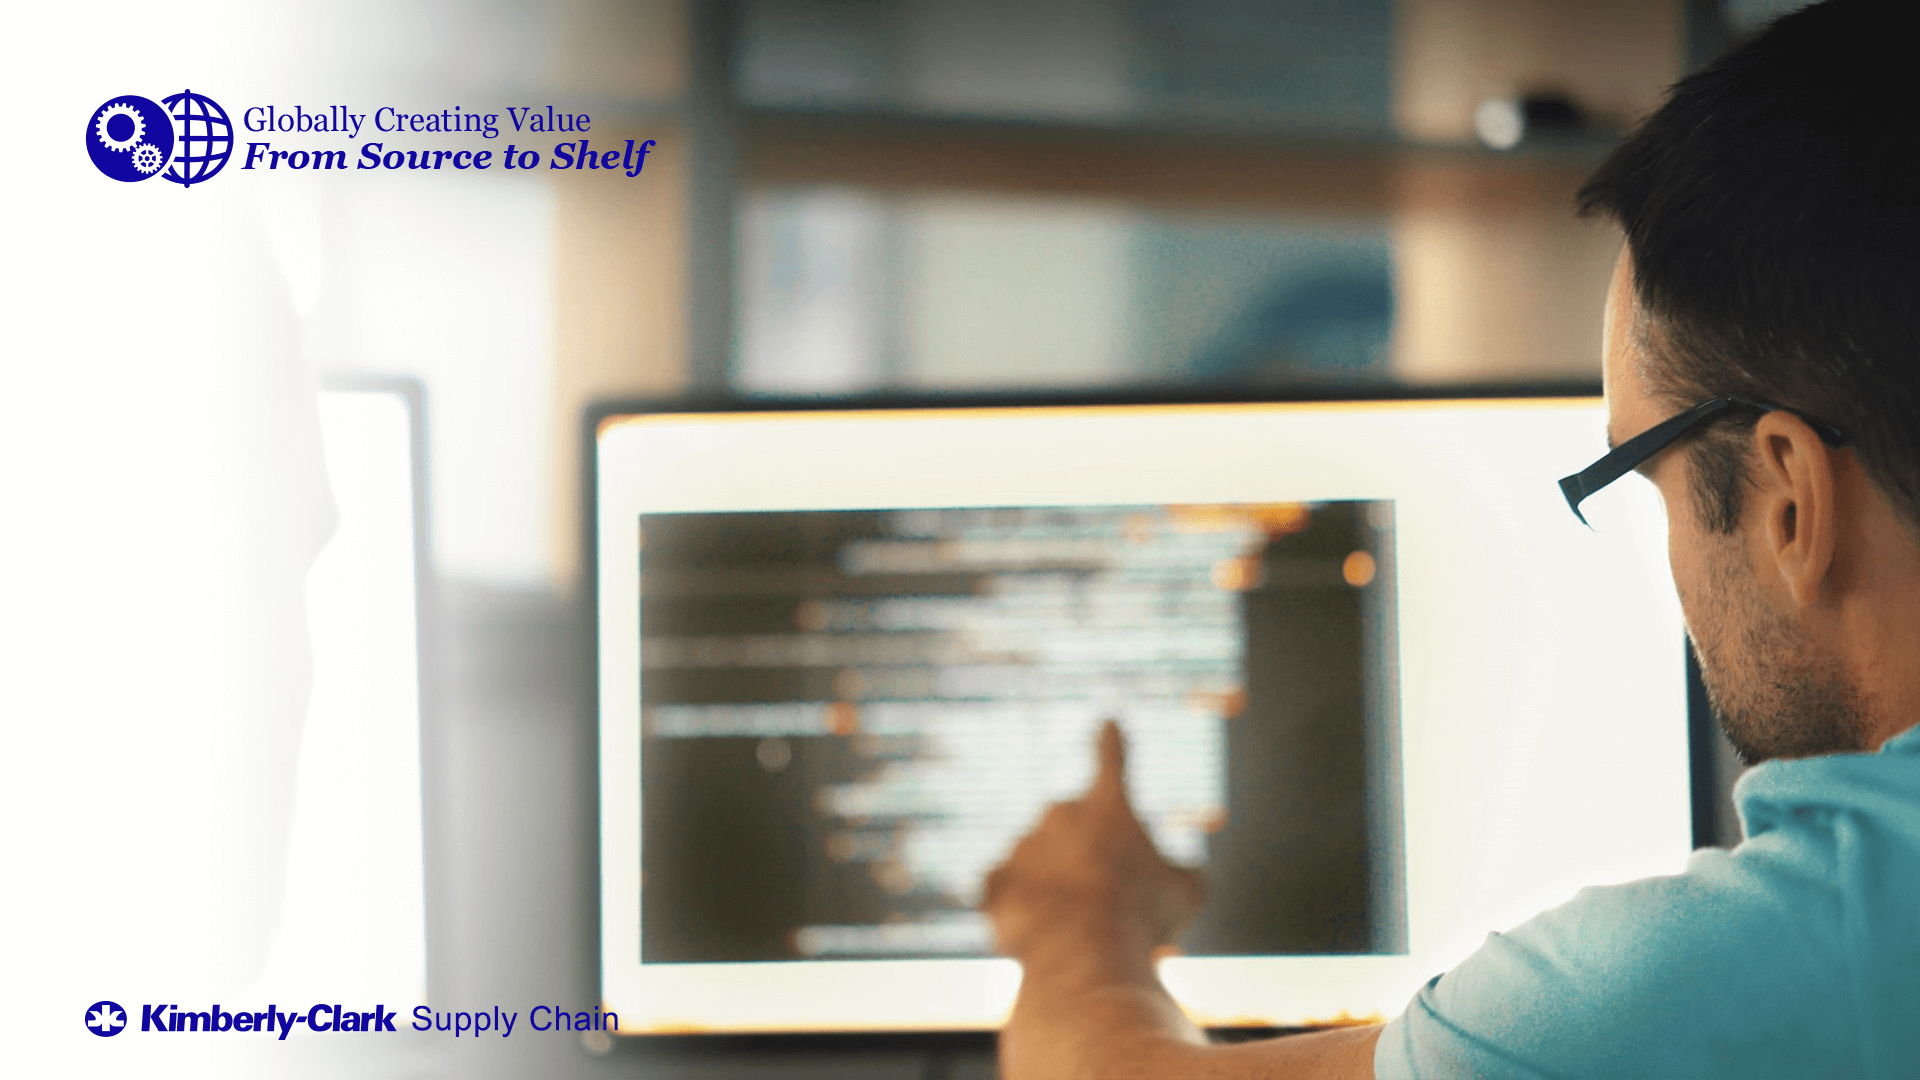 Globally Creating Value
From Source to Shelf
Kimberly-Clark Supply Chain